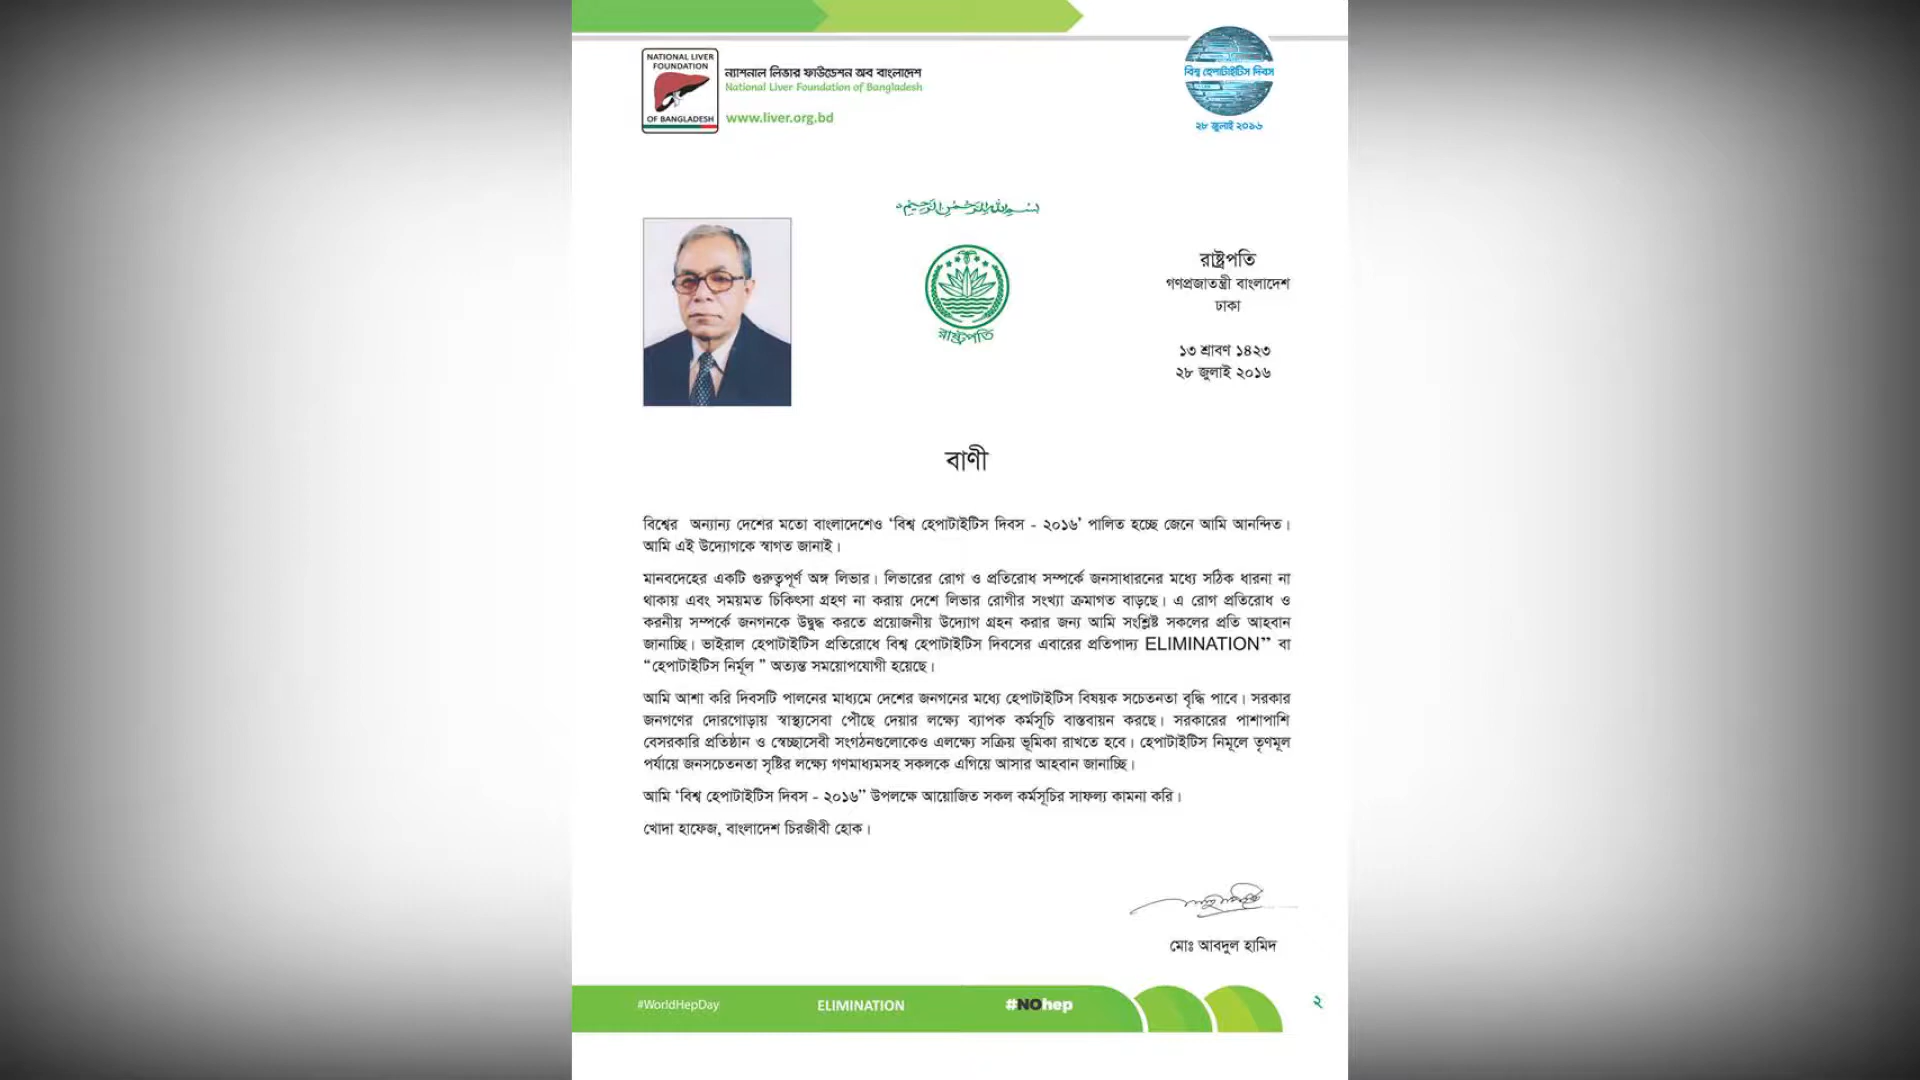 NATIONAL LIVER
FOUNDATION
OF BANGLADESH
ন্যাশনাল লিভার ফাউন্ডেশন অব বাংলাদেশ
National Liver Foundation of Bangladesh
www.liver.org.bd
বিশ্ব হেপাটাইটিস দিবস
২৮ জুলাই ২০১৬
بسم الله الرحمن الرحيم
রাষ্ট্রপতি
রাষ্ট্রপতি
গণপ্রজাতন্ত্রী বাংলাদেশ
ঢাকা
১৩ শ্রাবণ ১৪২৩
২৮ জুলাই ২০১৬
বাণী
বিশ্বের অন্যান্য দেশের মতো বাংলাদেশেও ‘বিশ্ব হেপাটাইটিস দিবস - ২০১৬’ পালিত হচ্ছে জেনে আমি আনন্দিত।
আমি এই উদ্যোগকে স্বাগত জানাই।
মানবদেহের একটি গুরুত্বপূর্ণ অঙ্গ লিভার। লিভারের রোগ ও প্রতিরোধ সম্পর্কে জনসাধারনের মধ্যে সঠিক ধারনা না
থাকায় এবং সময়মত চিকিৎসা গ্রহণ না করায় দেশে লিভার রোগীর সংখ্যা ক্রমাগত বাড়ছে। এ রোগ প্রতিরোধ ও
করনীয় সম্পর্কে জনগনকে উদ্বুদ্ধ করতে প্রয়োজনীয় উদ্যোগ গ্রহন করার জন্য আমি সংশ্লিষ্ট সকলের প্রতি আহবান
জানাচ্ছি। ভাইরাল হেপাটাইটিস প্রতিরোধে বিশ্ব হেপাটাইটিস দিবসের এবারের প্রতিপাদ্য ELIMINATION” বা
“হেপাটাইটিস নির্মূল ” অত্যন্ত সময়োপযোগী হয়েছে।
আমি আশা করি দিবসটি পালনের মাধ্যমে দেশের জনগনের মধ্যে হেপাটাইটিস বিষয়ক সচেতনতা বৃদ্ধি পাবে। সরকার
জনগণের দোরগোড়ায় স্বাস্থ্যসেবা পৌঁছে দেয়ার লক্ষ্যে ব্যাপক কর্মসূচি বাস্তবায়ন করছে। সরকারের পাশাপাশি
বেসরকারি প্রতিষ্ঠান ও স্বেচ্ছাসেবী সংগঠনগুলোকেও এলক্ষ্যে সক্রিয় ভূমিকা রাখতে হবে। হেপাটাইটিস নিমূলে তৃণমূল
পর্যায়ে জনসচেতনতা সৃষ্টির লক্ষ্যে গণমাধ্যমসহ সকলকে এগিয়ে আসার আহবান জানাচ্ছি।
আমি ‘বিশ্ব হেপাটাইটিস দিবস - ২০১৬” উপলক্ষে আয়োজিত সকল কর্মসূচির সাফল্য কামনা করি।
খোদা হাফেজ, বাংলাদেশ চিরজীবী হোক।
মোঃ আবদুল হামিদ
#WorldHepDay
ELIMINATION
#NOhep
২